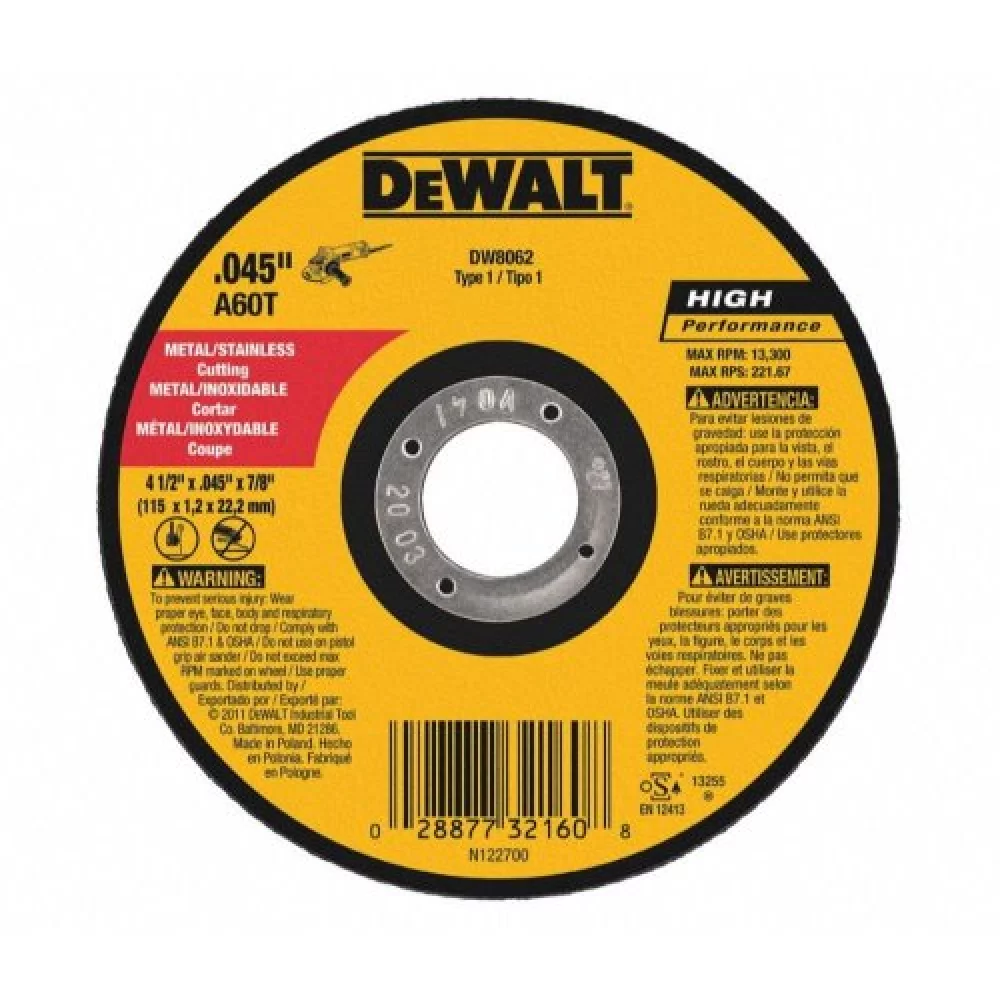 DEWALT
.045"
A60T
DW8062
Type 1 / Tipo 1
HIGH
Performance
MAX RPM: 13,300
MAX RPS: 221.67
METAL/STAINLESS
Cutting
METAL/INOXIDABLE
Cortar
MÉTAL/INOXYDABLE
Coupe
4 1/2" x .045" x 7/8"
(115 x 1,2 x 22,2 mm)
WARNING:
To prevent serious injury: Wear
proper eye, face, body and respiratory
protection / Do not drop / Comply with
ANSI B7.1 & OSHA / Do not use on pistol
grip air sander / Do not exceed max
RPM marked on wheel / Use proper
guards. Distributed by /
Exportado por / Exporté par:
© 2011 DEWALT Industrial Tool
Co. Baltimore, MD 21286.
Made in Poland. Hecho
en Polonia. Fabriqué
en Pologne.
ADVERTENCIA:
Para evitar lesiones de
gravedad: use la protección
apropiada para la vista, el
rostro, el cuerpo y las vias
respiratorias / No permita que
se caiga / Monte y utilice la
rueda adecuadamente
conforme a la norma ANSI
B7.1 y OSHA / Use protectores
apropiados.
AVERTISSEMENT:
Pour éviter de graves
blessures: porter des
protecteurs appropriés pour les
yeux, la figure, le corps et les
voies respiratoires. Ne pas
échapper. Fixer et utiliser la
meule adéquatement selon
la norme ANSI B7.1 et
OSHA. Utiliser des
dispositifs de
protection
appropriés.
oSa 13255
®
EN 12413
0 28877 32160 8
N122700
V04/
2003